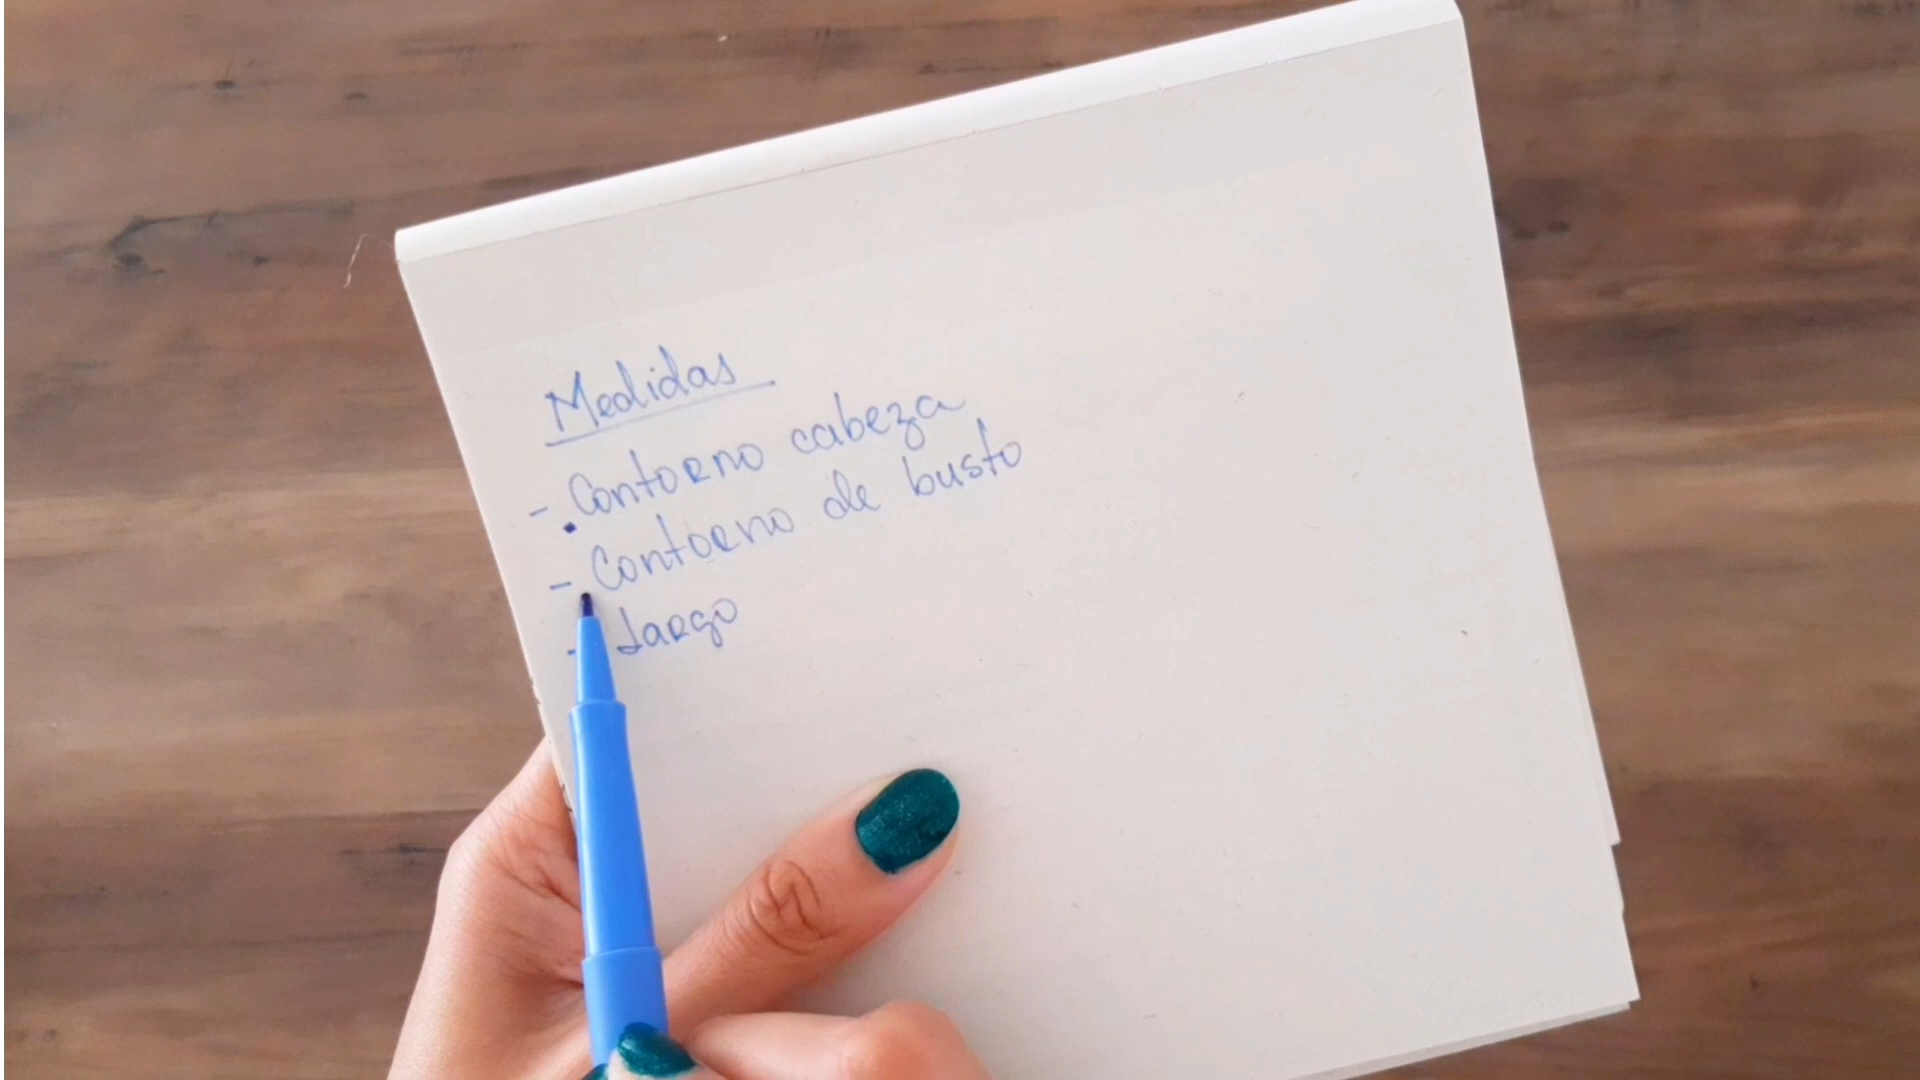 Medidas
- Contorno cabeza
- Contorno de busto
- Largo